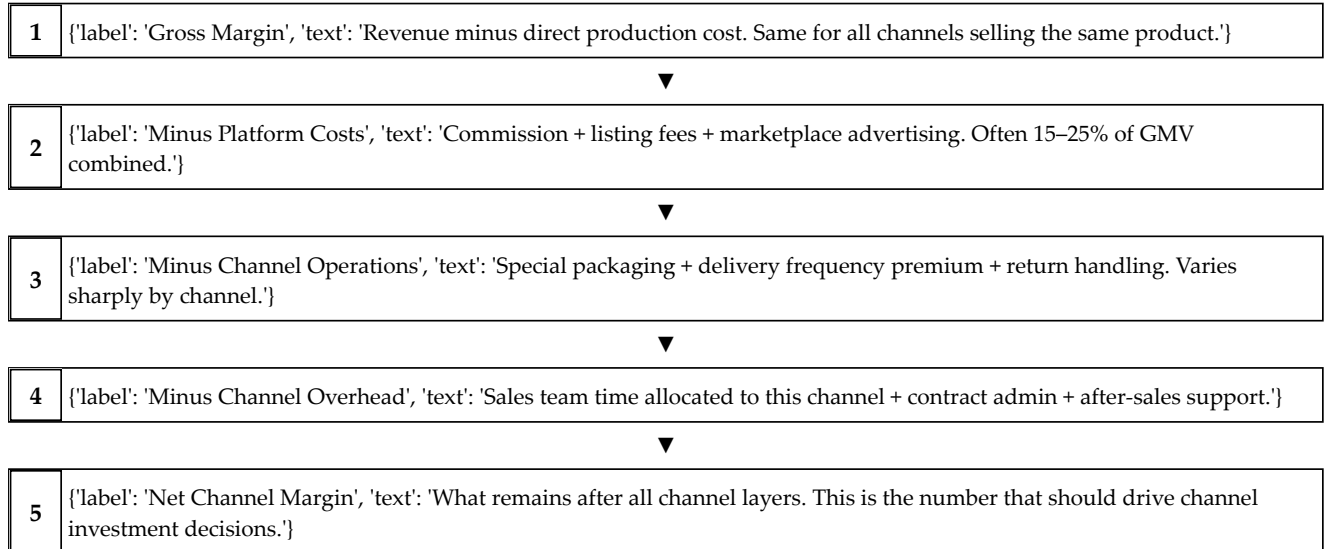 1 {'label': 'Gross Margin', 'text': 'Revenue minus direct production cost. Same for all channels selling the same product.'}
▼
2 {'label': 'Minus Platform Costs', 'text': 'Commission + listing fees + marketplace advertising. Often 15–25% of GMV
combined.'}
▼
3 {'label': 'Minus Channel Operations', 'text': 'Special packaging + delivery frequency premium + return handling. Varies
sharply by channel.'}
▼
4 {'label': 'Minus Channel Overhead', 'text': 'Sales team time allocated to this channel + contract admin + after-sales support.'}
▼
5 {'label': 'Net Channel Margin', 'text': 'What remains after all channel layers. This is the number that should drive channel
investment decisions.'}